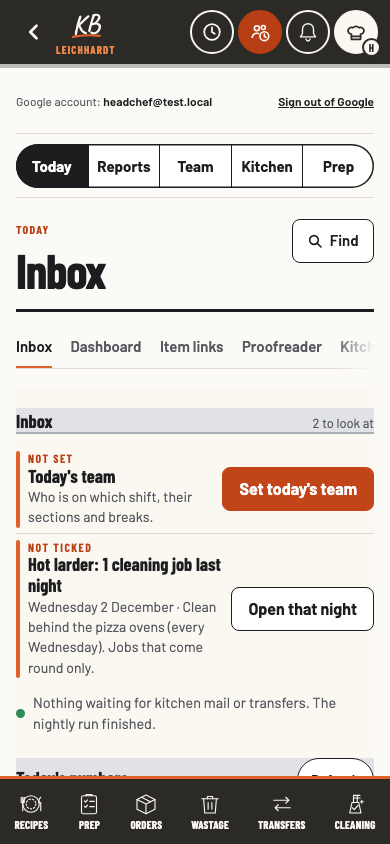 KB
LEICHHARDT
H
Google account: headchef@test.local
Sign out of Google
Today
Reports
Team
Kitchen
Prep
TODAY
Inbox
Find
Inbox
Dashboard
Item links
Proofreader
Kitch
Inbox
2 to look at
NOT SET
Today's team
Who is on which shift, their
sections and breaks.
Set today's team
NOT TICKED
Hot larder: 1 cleaning job last
night
Wednesday 2 December · Clean
behind the pizza ovens (every
Wednesday). Jobs that come
round only.
Open that night
Nothing waiting for kitchen mail or transfers. The
nightly run finished.
RECIPES
PREP
ORDERS
WASTAGE
TRANSFERS
CLEANING